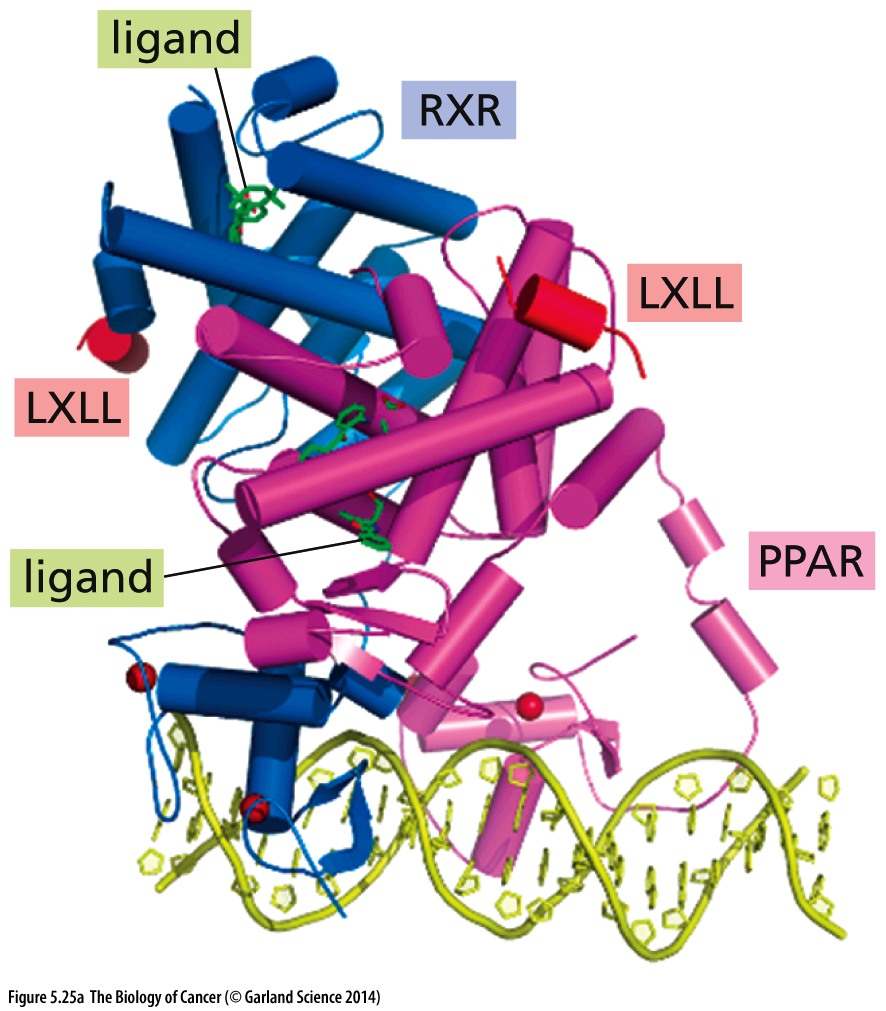 ligand
RXR
LXLL
LXLL
PPAR
ligand
Figure 5.25a The Biology of Cancer (© Garland Science 2014)